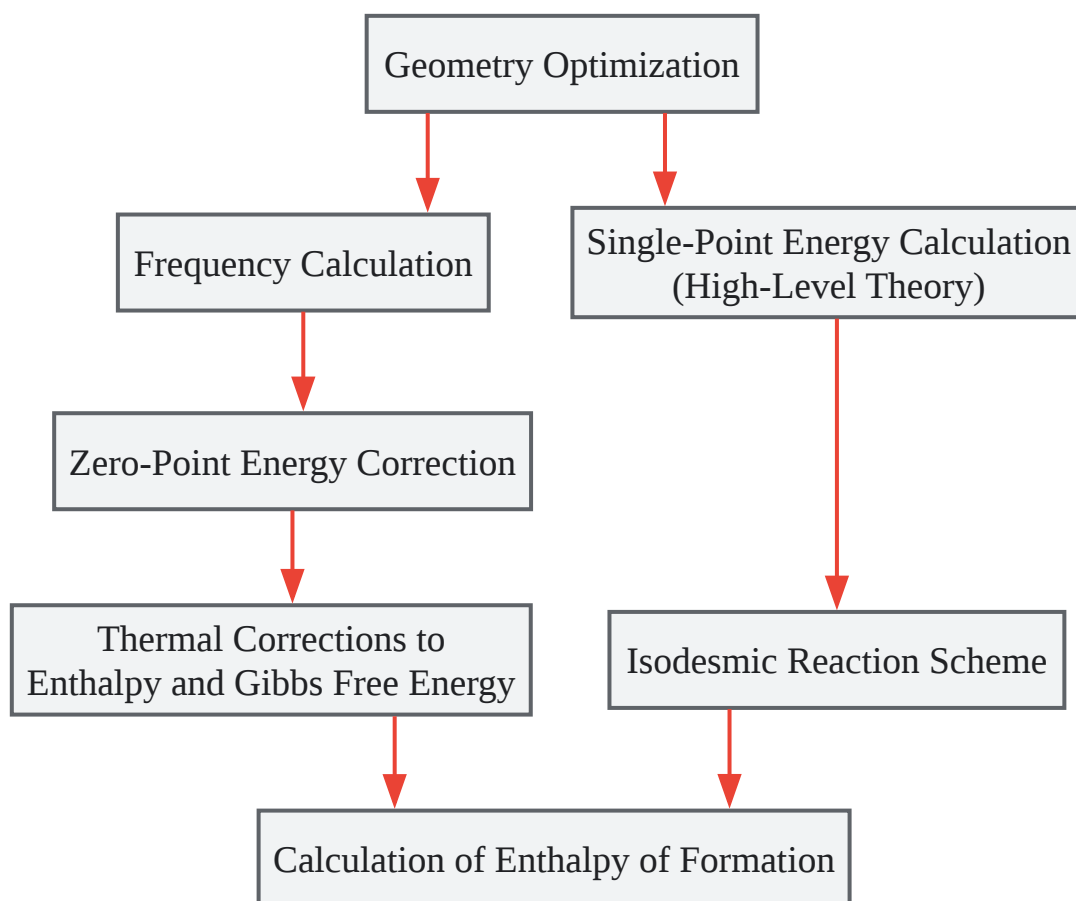 Geometry Optimization
Frequency Calculation
Single-Point Energy Calculation
(High-Level Theory)
Zero-Point Energy Correction
Thermal Corrections to
Enthalpy and Gibbs Free Energy
Isodesmic Reaction Scheme
Calculation of Enthalpy of Formation